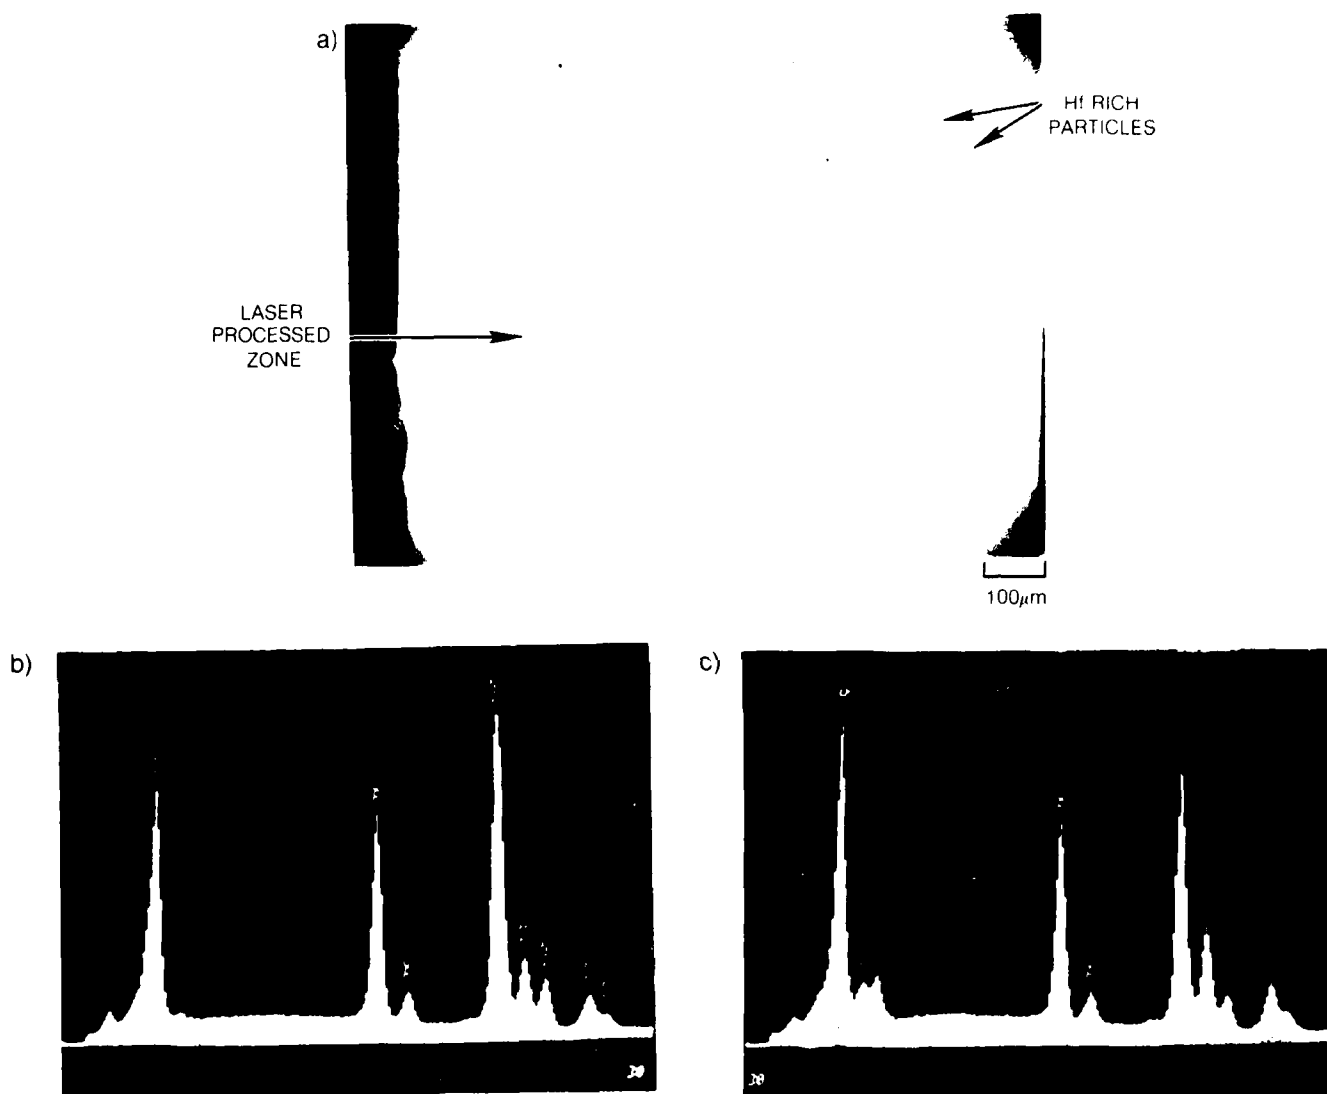 a)
Hf RICH
PARTICLES
LASER
PROCESSED
ZONE
100μm
b)
c)